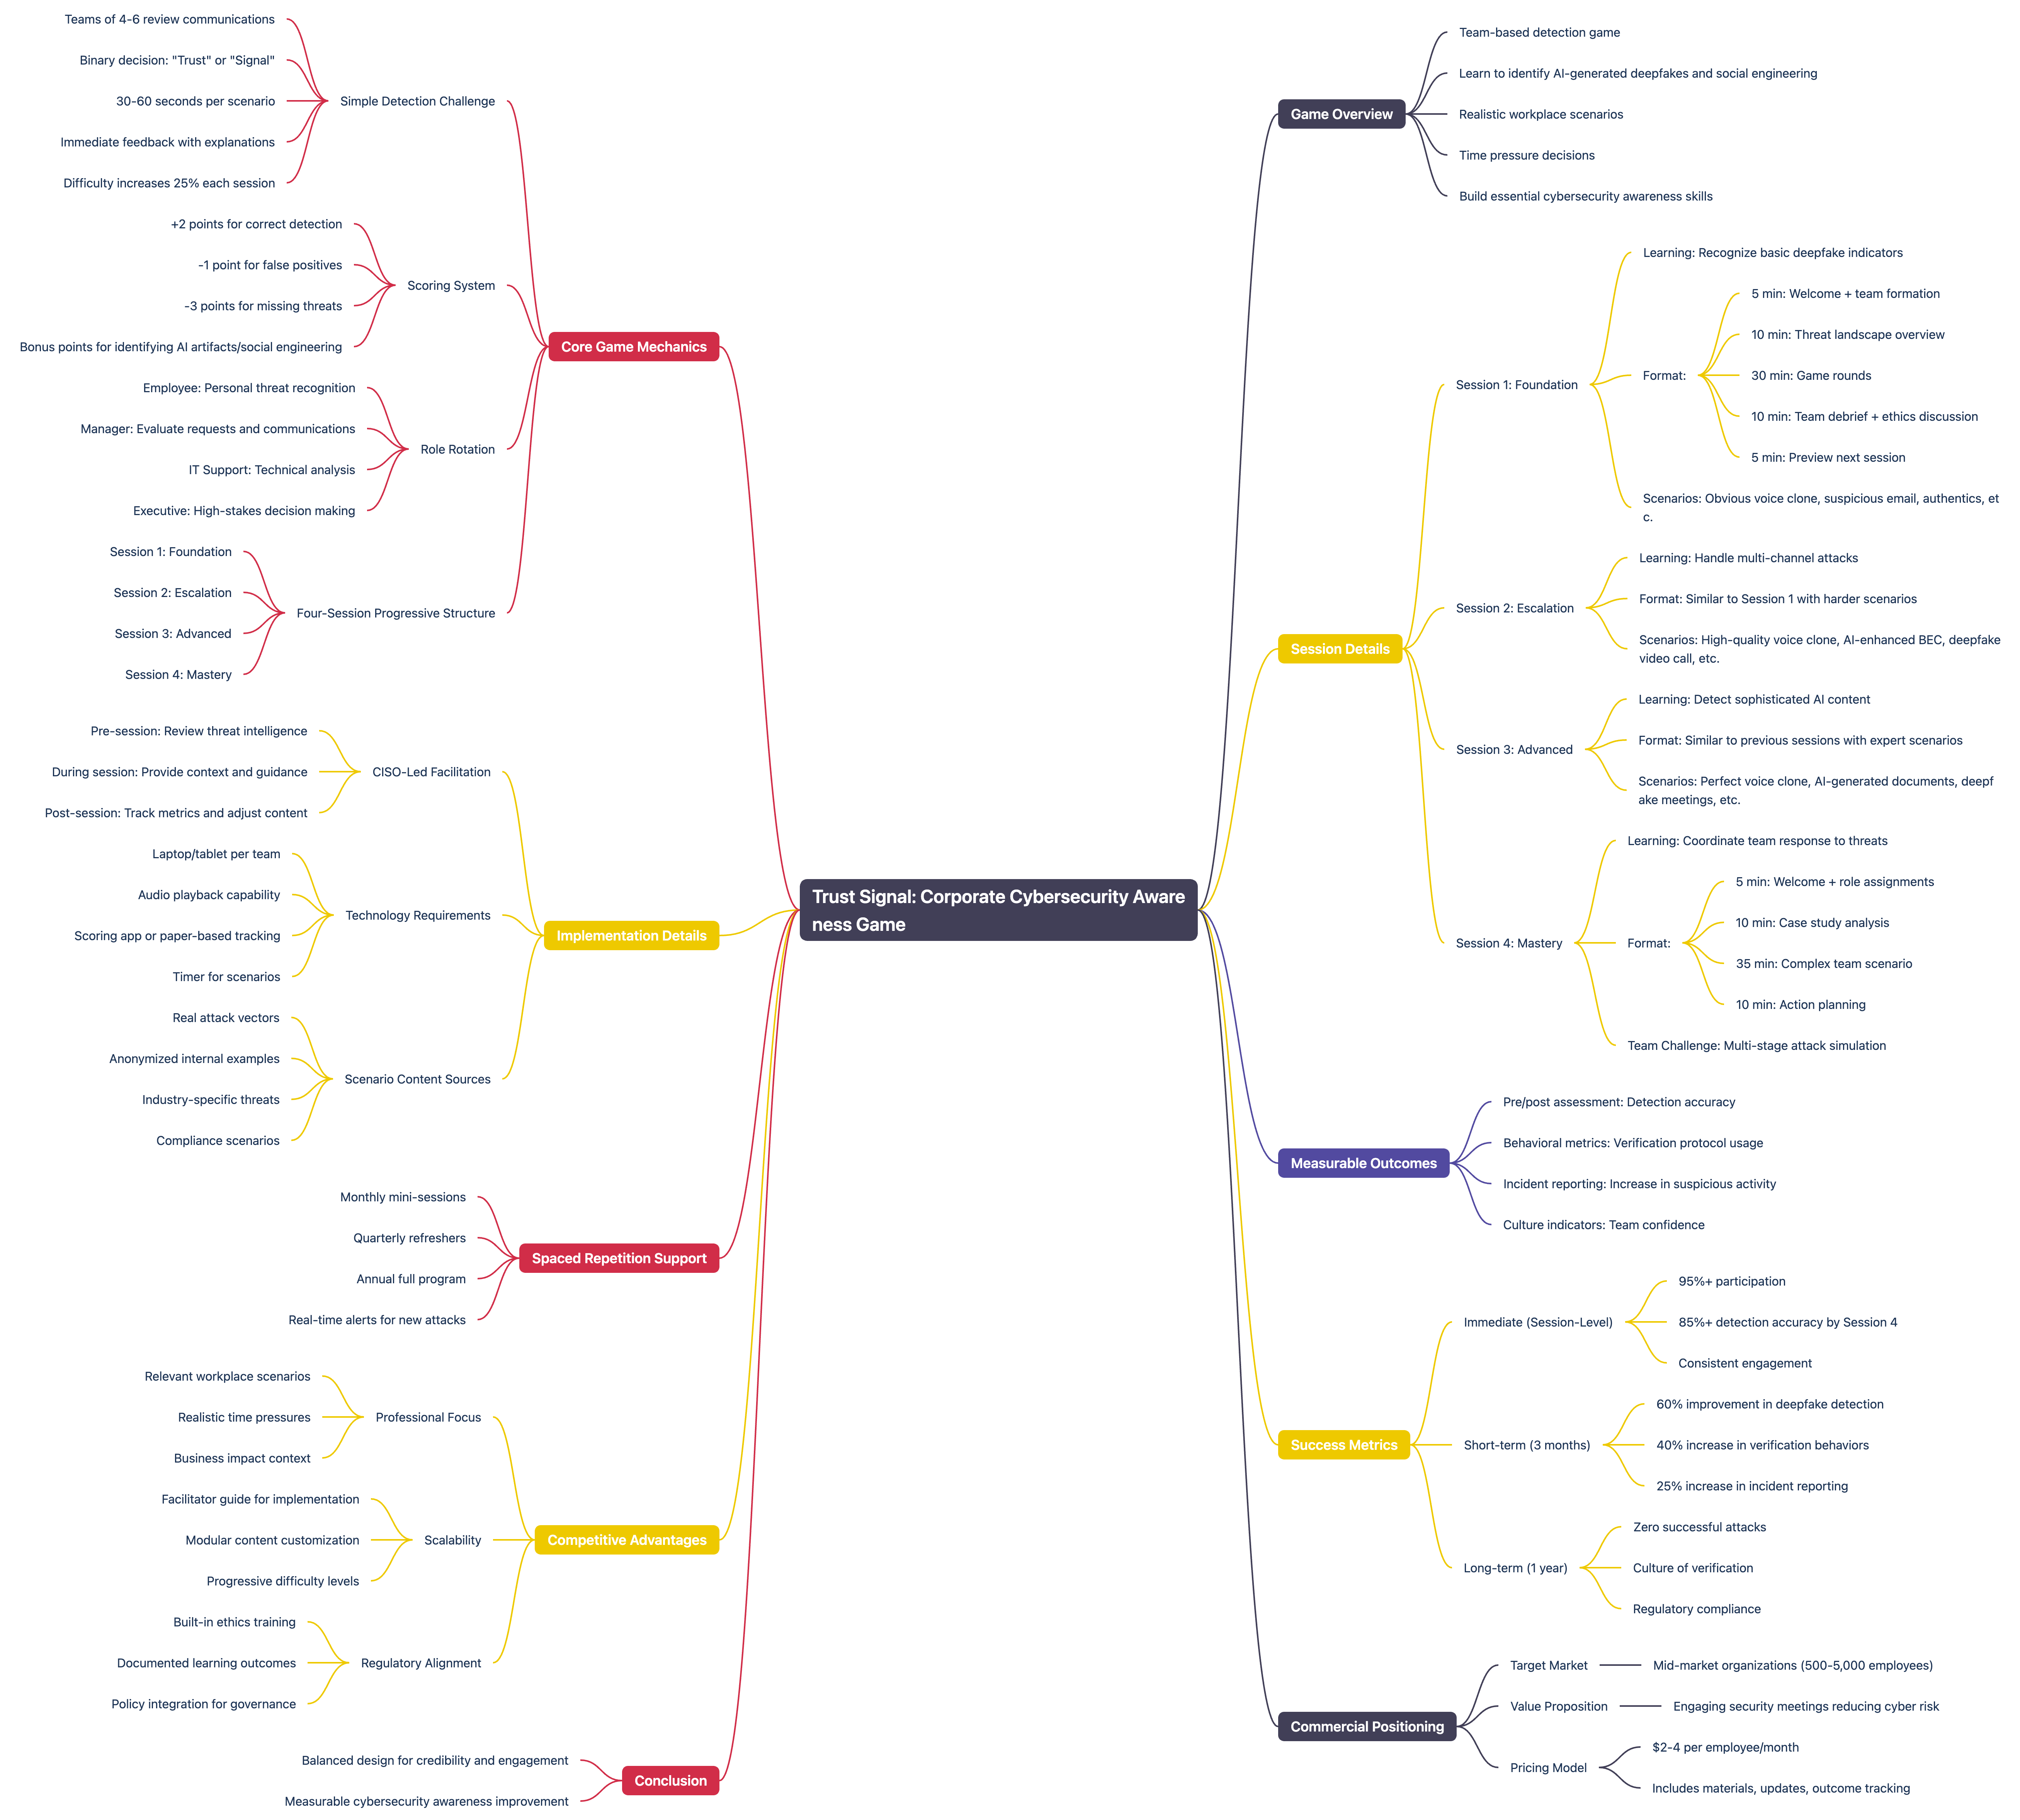 Trust Signal: Corporate Cybersecurity Aware
ness Game
Core Game Mechanics
Simple Detection Challenge
Teams of 4-6 review communications
Binary decision: "Trust" or "Signal"
30-60 seconds per scenario
Immediate feedback with explanations
Difficulty increases 25% each session
Scoring System
+2 points for correct detection
-1 point for false positives
-3 points for missing threats
Bonus points for identifying AI artifacts/social engineering
Role Rotation
Employee: Personal threat recognition
Manager: Evaluate requests and communications
IT Support: Technical analysis
Executive: High-stakes decision making
Four-Session Progressive Structure
Session 1: Foundation
Session 2: Escalation
Session 3: Advanced
Session 4: Mastery
Implementation Details
CISO-Led Facilitation
Pre-session: Review threat intelligence
During session: Provide context and guidance
Post-session: Track metrics and adjust content
Technology Requirements
Laptop/tablet per team
Audio playback capability
Scoring app or paper-based tracking
Timer for scenarios
Scenario Content Sources
Real attack vectors
Anonymized internal examples
Industry-specific threats
Compliance scenarios
Spaced Repetition Support
Monthly mini-sessions
Quarterly refreshers
Annual full program
Real-time alerts for new attacks
Competitive Advantages
Professional Focus
Relevant workplace scenarios
Realistic time pressures
Business impact context
Scalability
Facilitator guide for implementation
Modular content customization
Progressive difficulty levels
Regulatory Alignment
Built-in ethics training
Documented learning outcomes
Policy integration for governance
Conclusion
Balanced design for credibility and engagement
Measurable cybersecurity awareness improvement
Game Overview
Team-based detection game
Learn to identify AI-generated deepfakes and social engineering
Realistic workplace scenarios
Time pressure decisions
Build essential cybersecurity awareness skills
Session Details
Session 1: Foundation
Learning: Recognize basic deepfake indicators
Format:
5 min: Welcome + team formation
10 min: Threat landscape overview
30 min: Game rounds
10 min: Team debrief + ethics discussion
5 min: Preview next session
Scenarios: Obvious voice clone, suspicious email, authentics, et
c.
Session 2: Escalation
Learning: Handle multi-channel attacks
Format: Similar to Session 1 with harder scenarios
Scenarios: High-quality voice clone, AI-enhanced BEC, deepfake
video call, etc.
Session 3: Advanced
Learning: Detect sophisticated AI content
Format: Similar to previous sessions with expert scenarios
Scenarios: Perfect voice clone, AI-generated documents, deepf
ake meetings, etc.
Session 4: Mastery
Learning: Coordinate team response to threats
Format:
5 min: Welcome + role assignments
10 min: Case study analysis
35 min: Complex team scenario
10 min: Action planning
Team Challenge: Multi-stage attack simulation
Measurable Outcomes
Pre/post assessment: Detection accuracy
Behavioral metrics: Verification protocol usage
Incident reporting: Increase in suspicious activity
Culture indicators: Team confidence
Success Metrics
Immediate (Session-Level)
95%+ participation
85%+ detection accuracy by Session 4
Consistent engagement
Short-term (3 months)
60% improvement in deepfake detection
40% increase in verification behaviors
25% increase in incident reporting
Long-term (1 year)
Zero successful attacks
Culture of verification
Regulatory compliance
Commercial Positioning
Target Market
Mid-market organizations (500-5,000 employees)
Value Proposition
Engaging security meetings reducing cyber risk
Pricing Model
$2-4 per employee/month
Includes materials, updates, outcome tracking